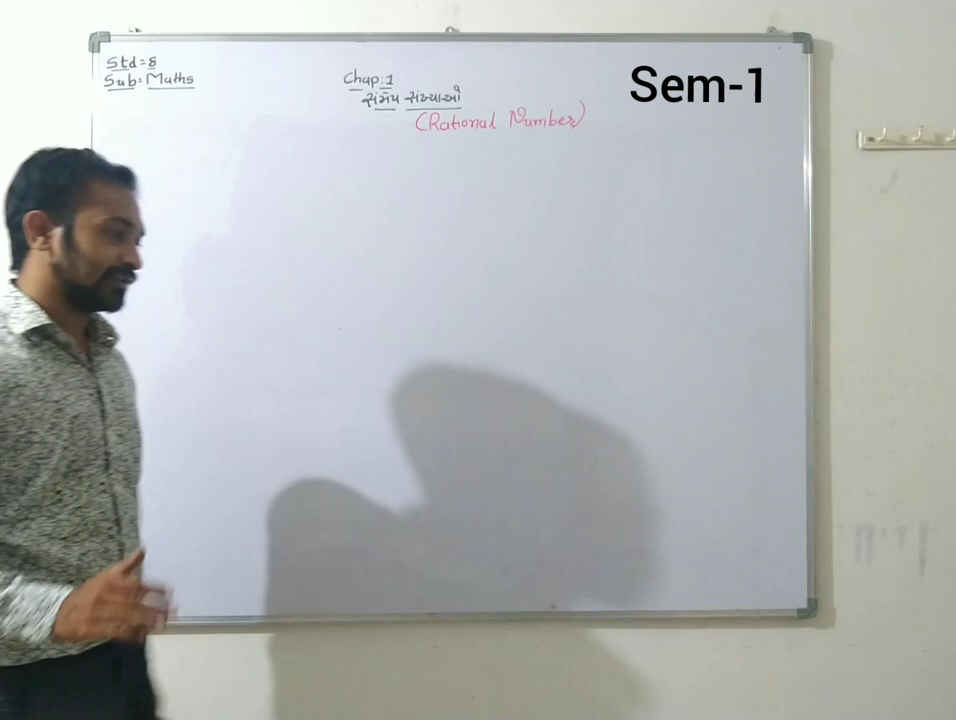 Std = 8
Sub = Maths
Chap:1
સંમેય સંખ્યાઓ
(Rational Number)
Sem-1